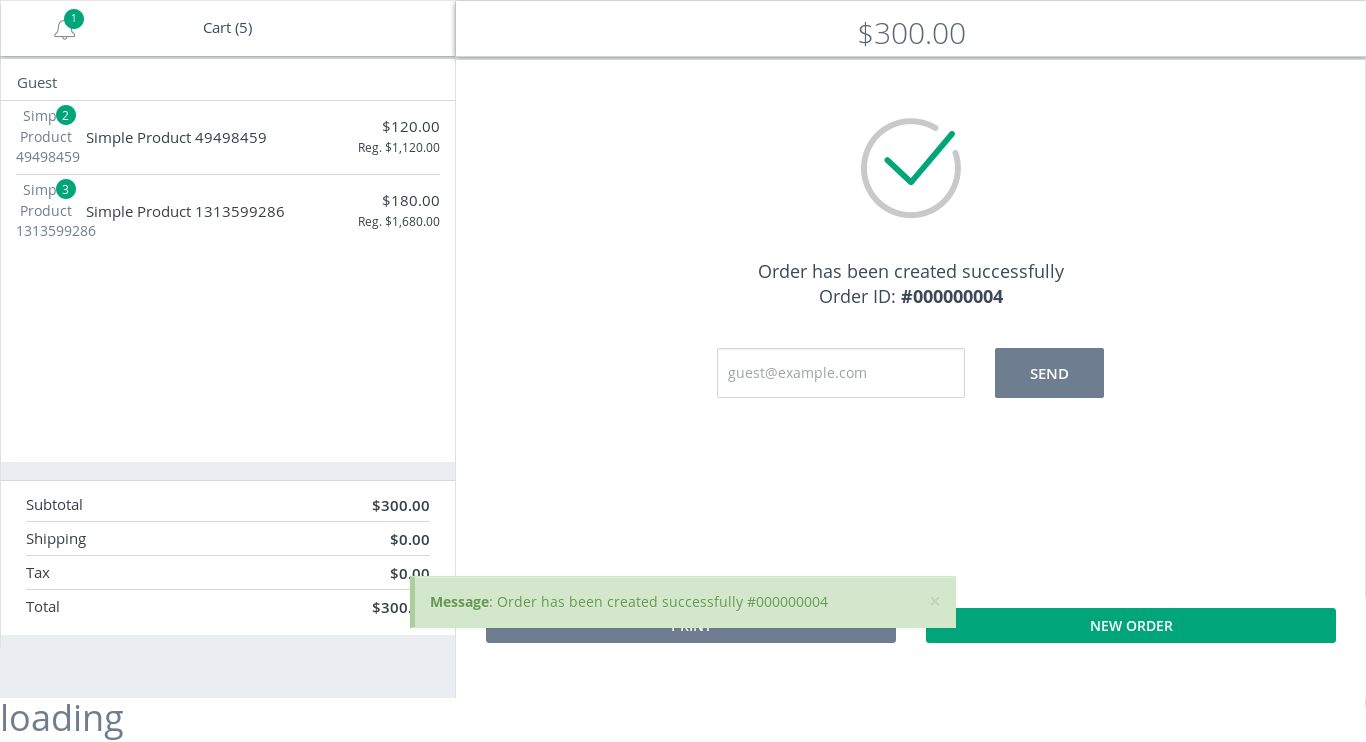 1
Cart (5)
$300.00
Guest
Simp 2
Product
49498459
Simple Product 49498459
$120.00
Reg. $1,120.00
Simp 3
Product
1313599286
Simple Product 1313599286
$180.00
Reg. $1,680.00
Order has been created successfully
Order ID: #000000004
guest@example.com
SEND
Subtotal
$300.00
Shipping
$0.00
Tax
$0.00
Total
$300.
Message: Order has been created successfully #000000004 ×
PRINT
NEW ORDER
loading